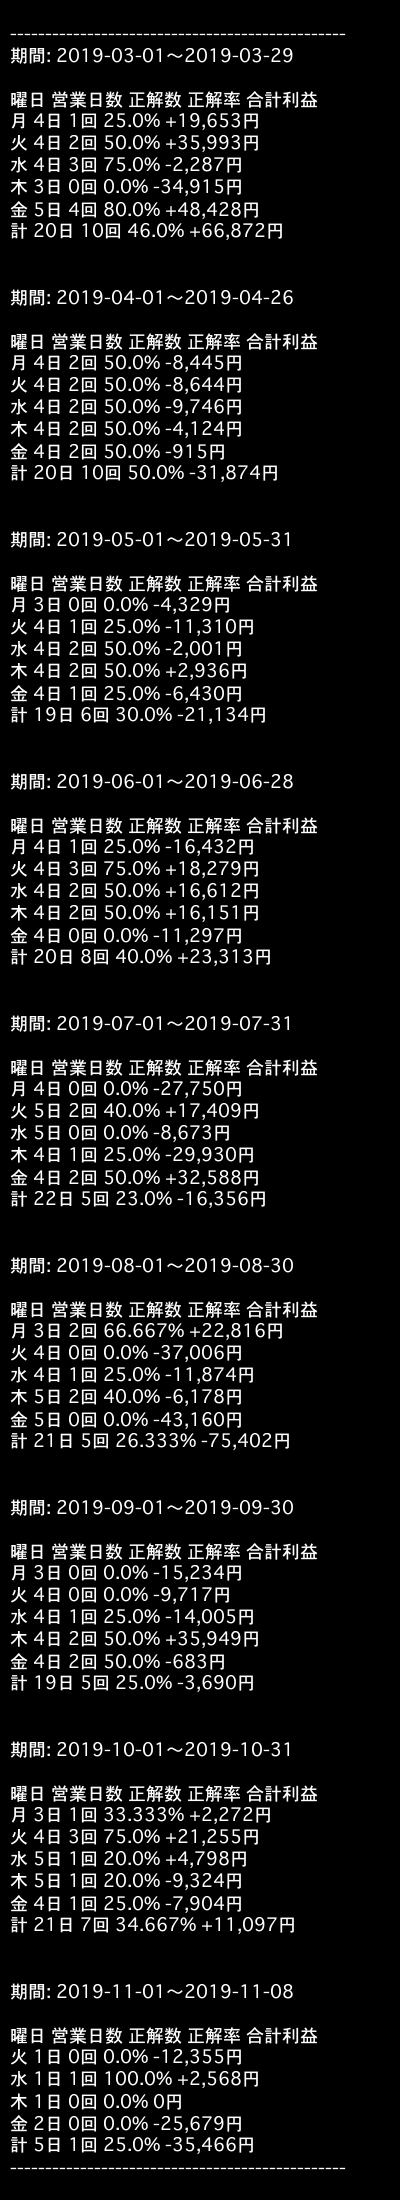 ------------------------------------------------
期間: 2019-03-01〜2019-03-29
曜日 営業日数 正解数 正解率 合計利益
月 4日 1回 25.0% +19,653円
火 4日 2回 50.0% +35,993円
水 4日 3回 75.0% -2,287円
木 3日 0回 0.0% -34,915円
金 5日 4回 80.0% +48,428円
計 20日 10回 46.0% +66,872円
期間: 2019-04-01〜2019-04-26
曜日 営業日数 正解数 正解率 合計利益
月 4日 2回 50.0% -8,445円
火 4日 2回 50.0% -8,644円
水 4日 2回 50.0% -9,746円
木 4日 2回 50.0% -4,124円
金 4日 2回 50.0% -915円
計 20日 10回 50.0% -31,874円
期間: 2019-05-01〜2019-05-31
曜日 営業日数 正解数 正解率 合計利益
月 3日 0回 0.0% -4,329円
火 4日 1回 25.0% -11,310円
水 4日 2回 50.0% -2,001円
木 4日 2回 50.0% +2,936円
金 4日 1回 25.0% -6,430円
計 19日 6回 30.0% -21,134円
期間: 2019-06-01〜2019-06-28
曜日 営業日数 正解数 正解率 合計利益
月 4日 1回 25.0% -16,432円
火 4日 3回 75.0% +18,279円
水 4日 2回 50.0% +16,612円
木 4日 2回 50.0% +16,151円
金 4日 0回 0.0% -11,297円
計 20日 8回 40.0% +23,313円
期間: 2019-07-01〜2019-07-31
曜日 営業日数 正解数 正解率 合計利益
月 4日 0回 0.0% -27,750円
火 5日 2回 40.0% +17,409円
水 5日 0回 0.0% -8,673円
木 4日 1回 25.0% -29,930円
金 4日 2回 50.0% +32,588円
計 22日 5回 23.0% -16,356円
期間: 2019-08-01〜2019-08-30
曜日 営業日数 正解数 正解率 合計利益
月 3日 2回 66.667% +22,816円
火 4日 0回 0.0% -37,006円
水 4日 1回 25.0% -11,874円
木 5日 2回 40.0% -6,178円
金 5日 0回 0.0% -43,160円
計 21日 5回 26.333% -75,402円
期間: 2019-09-01〜2019-09-30
曜日 営業日数 正解数 正解率 合計利益
月 3日 0回 0.0% -15,234円
火 4日 0回 0.0% -9,717円
水 4日 1回 25.0% -14,005円
木 4日 2回 50.0% +35,949円
金 4日 2回 50.0% -683円
計 19日 5回 25.0% -3,690円
期間: 2019-10-01〜2019-10-31
曜日 営業日数 正解数 正解率 合計利益
月 3日 1回 33.333% +2,272円
火 4日 3回 75.0% +21,255円
水 5日 1回 20.0% +4,798円
木 5日 1回 20.0% -9,324円
金 4日 1回 25.0% -7,904円
計 21日 7回 34.667% +11,097円
期間: 2019-11-01〜2019-11-08
曜日 営業日数 正解数 正解率 合計利益
火 1日 0回 0.0% -12,355円
水 1日 1回 100.0% +2,568円
木 1日 0回 0.0% 0円
金 2日 0回 0.0% -25,679円
計 5日 1回 25.0% -35,466円
------------------------------------------------